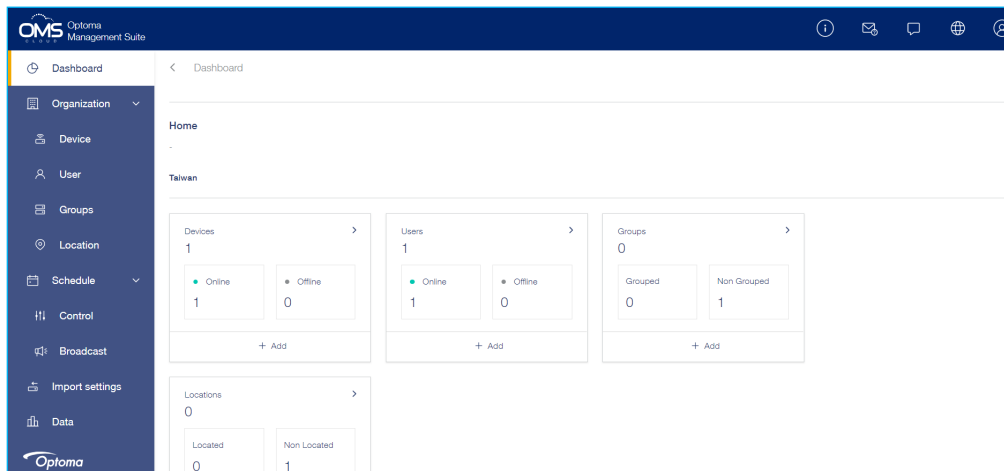 OMS Optoma
CLOUD Management Suite
Dashboard
Organization
Device
User
Groups
Location
Schedule
Control
Broadcast
Import settings
Data
Optoma
Dashboard
Home
-
Taiwan
Devices
1
Online
1
Offline
0
+ Add
Users
1
Online
1
Offline
0
+ Add
Groups
0
Grouped
0
Non Grouped
1
+ Add
Locations
0
Located
0
Non Located
1